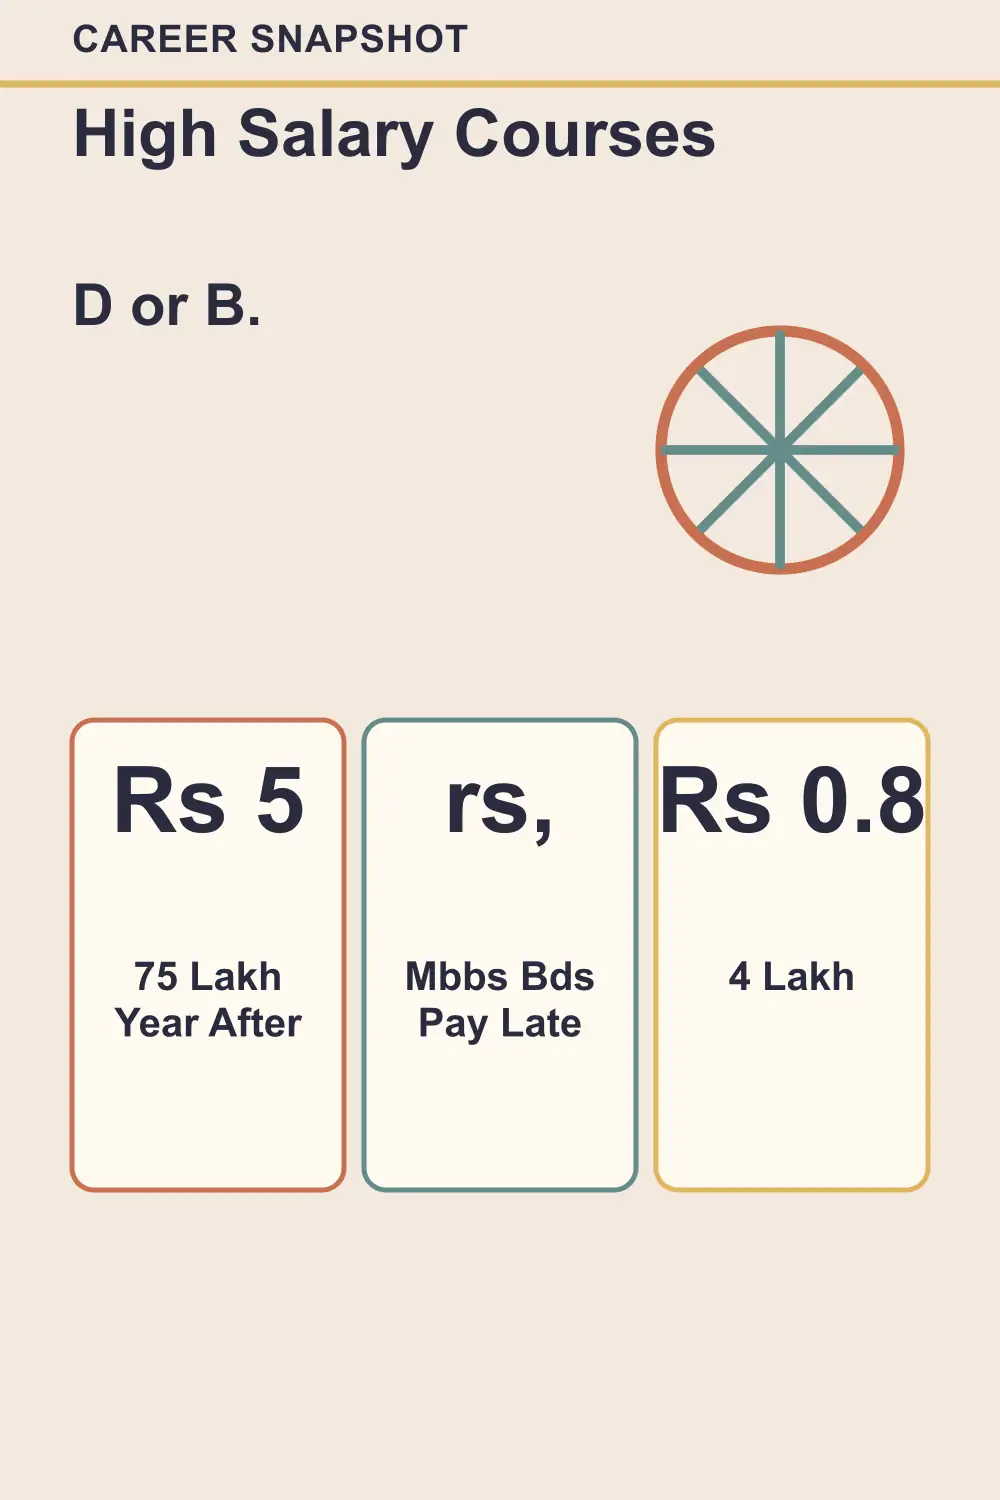 CAREER SNAPSHOT
High Salary Courses
D or B.
Rs 5
75 Lakh
Year After
rs,
Mbbs Bds
Pay Late
Rs 0.8
4 Lakh